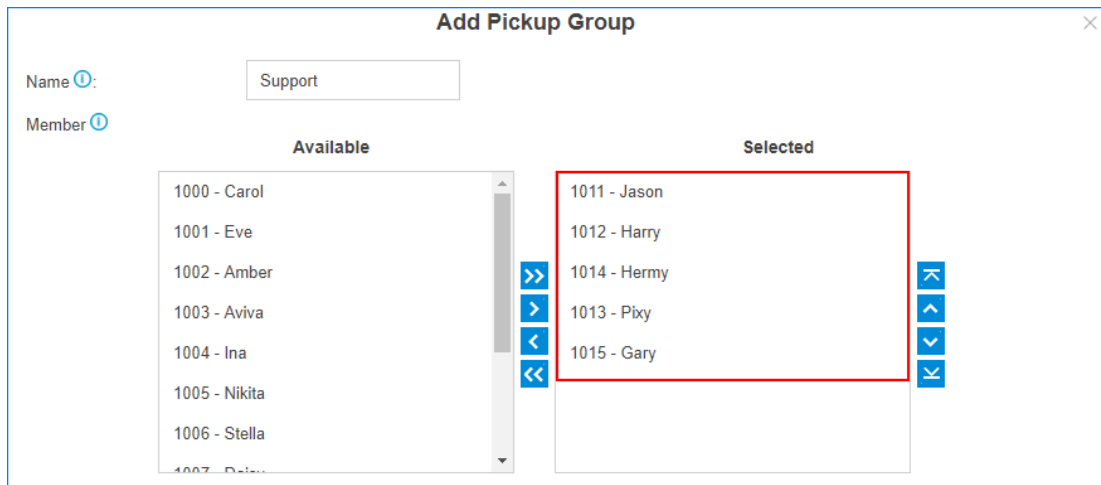 Add Pickup Group
Name :
Support
Member
Available
1000 - Carol
1001 - Eve
1002 - Amber
1003 - Aviva
1004 - Ina
1005 - Nikita
1006 - Stella
Selected
1011 - Jason
1012 - Harry
1014 - Hermy
1013 - Pixy
1015 - Gary